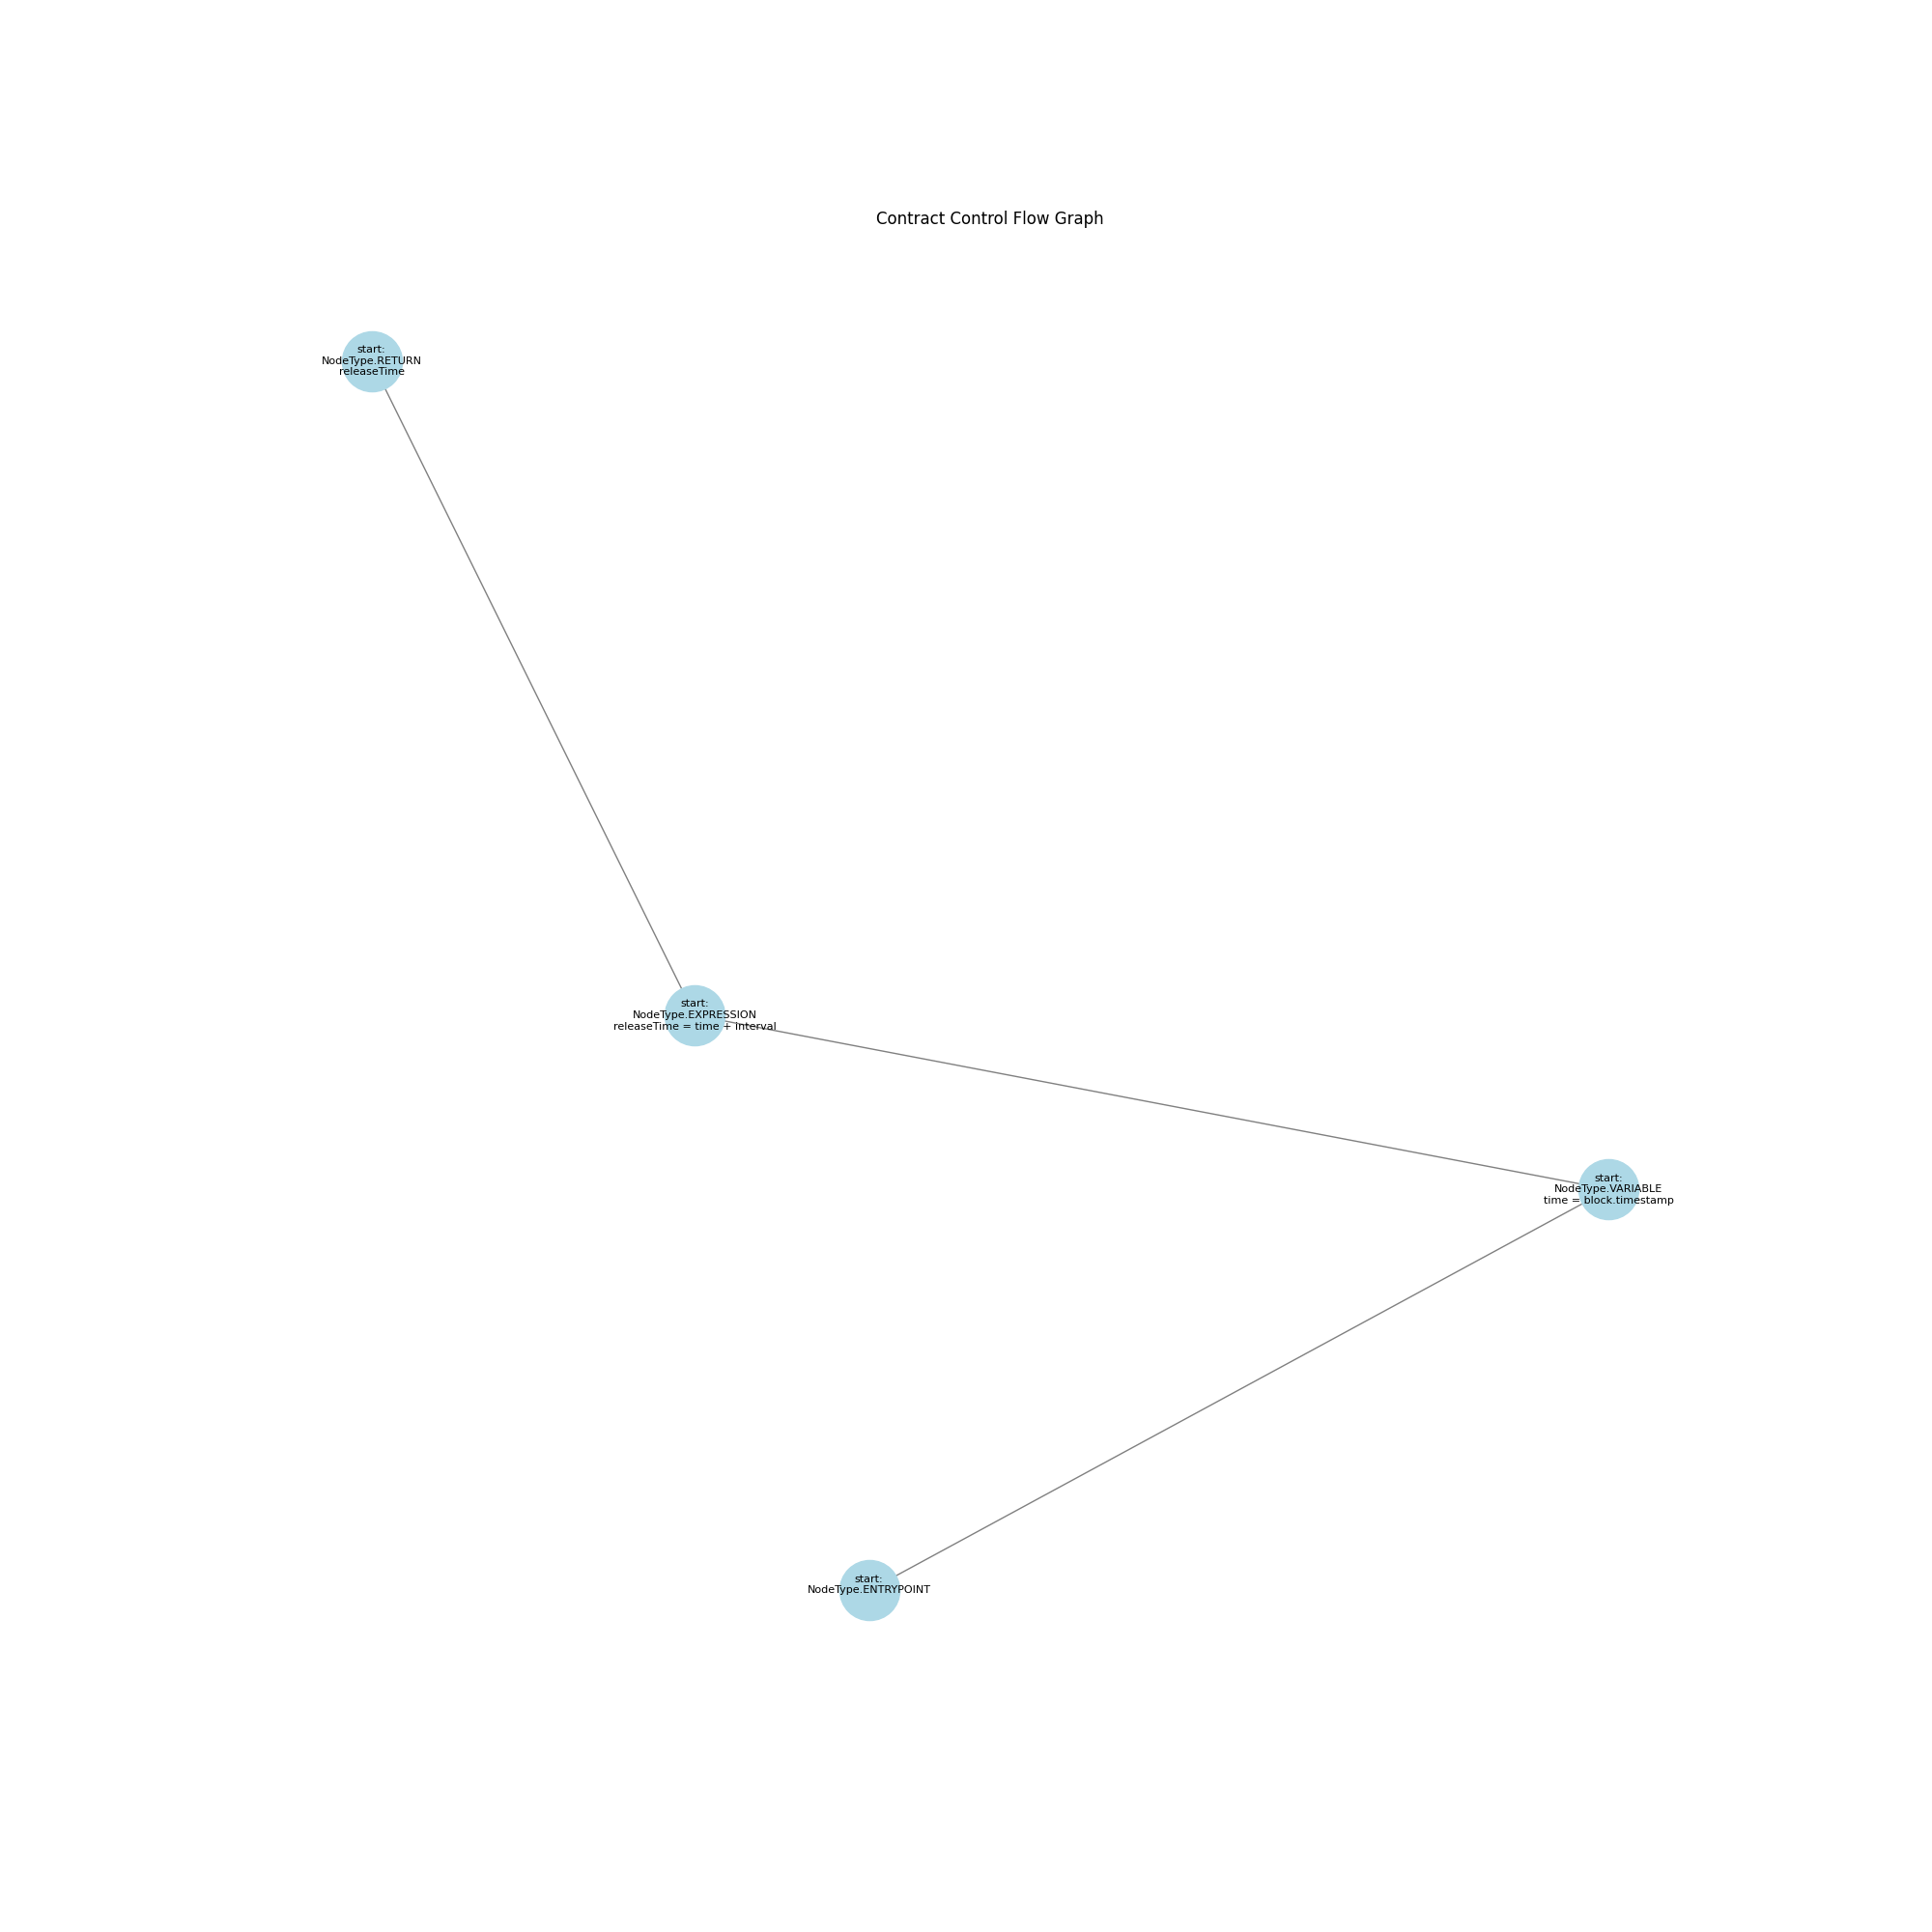 Contract Control Flow Graph
start:
NodeType.RETURN
releaseTime
start:
NodeType.EXPRESSION
releaseTime = time + interval
start:
NodeType.VARIABLE
time = block.timestamp
start:
NodeType.ENTRYPOINT